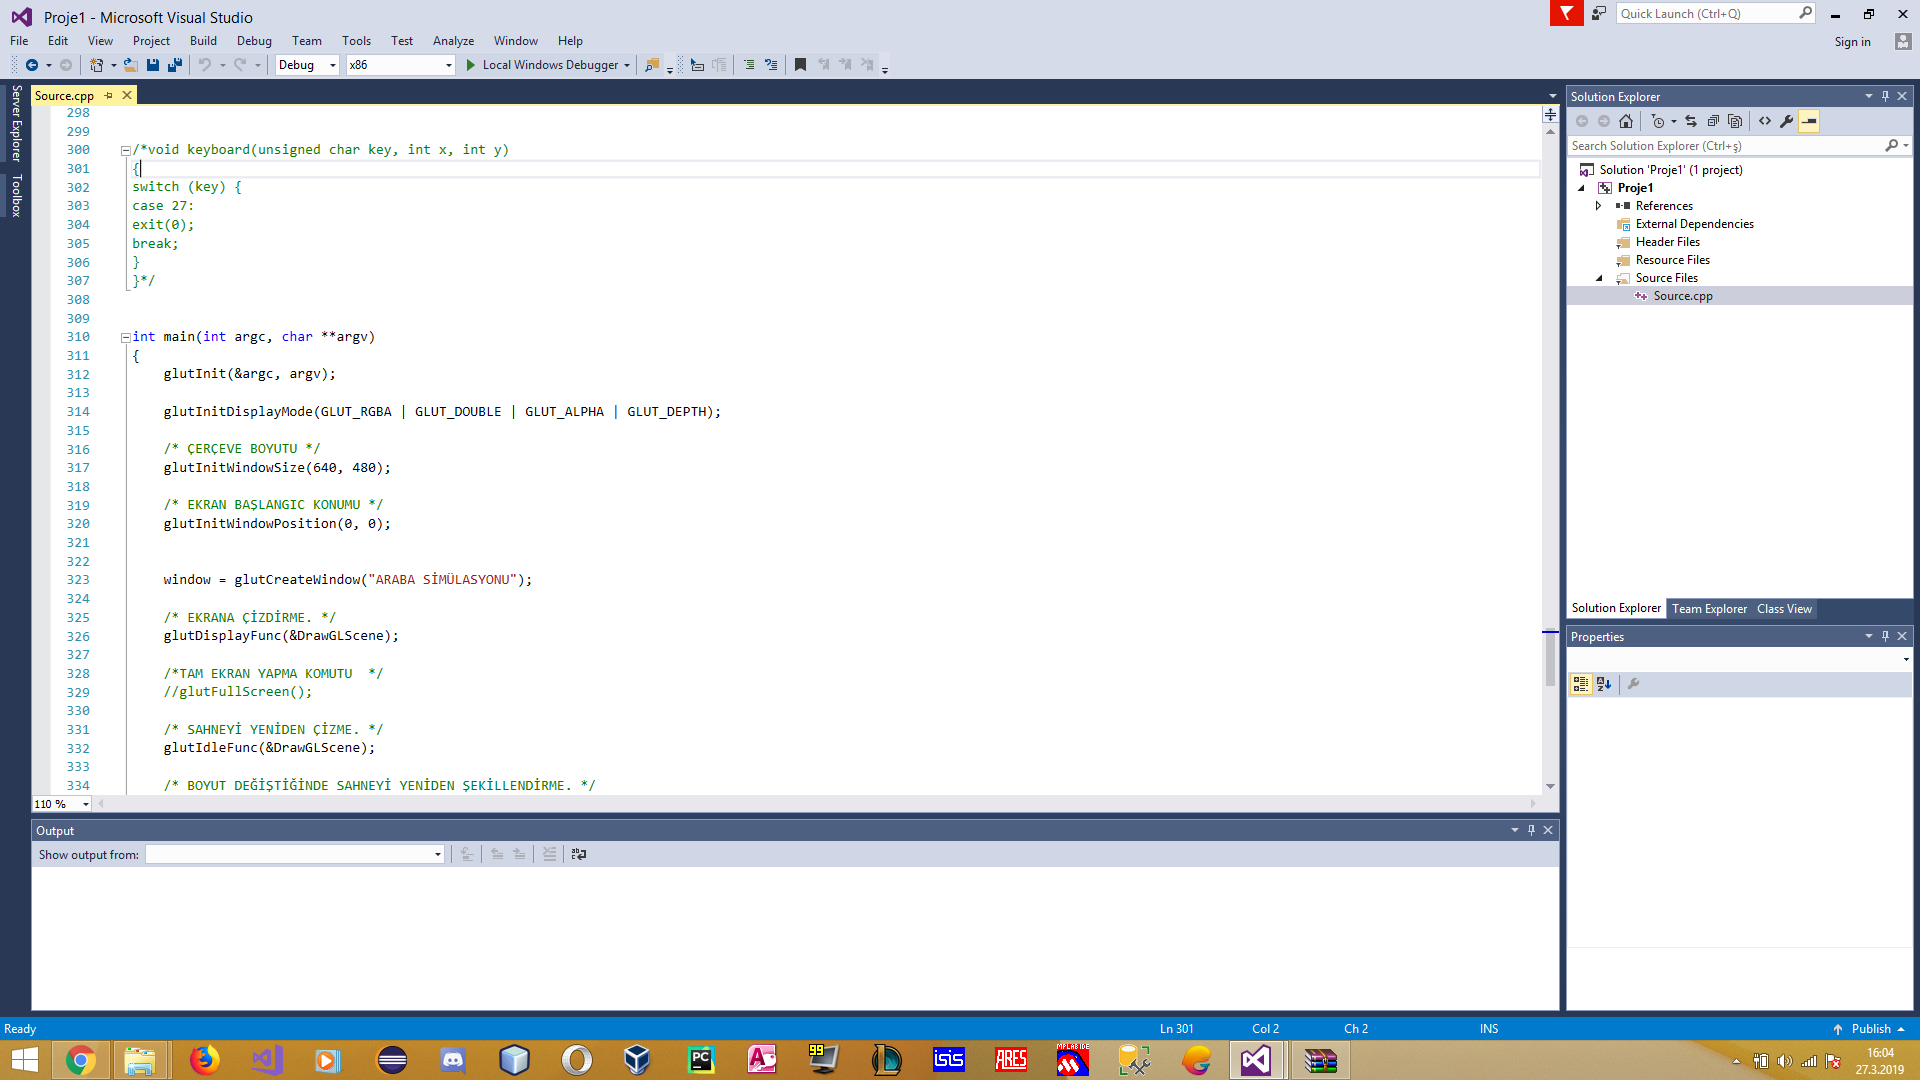 Proje1 - Microsoft Visual Studio
Quick Launch (Ctrl+Q)
File Edit View Project Build Debug Team Tools Test Analyze Window Help
Sign in
Debug x86 Local Windows Debugger
Server Explorer
Toolbox
Source.cpp
298
299
300 /*void keyboard(unsigned char key, int x, int y)
301 {
302 switch (key) {
303 case 27:
304 exit(0);
305 break;
306 }
307 }*/
308
309
310 int main(int argc, char **argv)
311 {
312 glutInit(&argc, argv);
313
314 glutInitDisplayMode(GLUT_RGBA | GLUT_DOUBLE | GLUT_ALPHA | GLUT_DEPTH);
315
316 /* ÇERÇEVE BOYUTU */
317 glutInitWindowSize(640, 480);
318
319 /* EKRAN BAŞLANGIC KONUMU */
320 glutInitWindowPosition(0, 0);
321
322
323 window = glutCreateWindow("ARABA SİMÜLASYONU");
324
325 /* EKRANA ÇİZDİRME. */
326 glutDisplayFunc(&DrawGLScene);
327
328 /*TAM EKRAN YAPMA KOMUTU */
329 //glutFullScreen();
330
331 /* SAHNEYİ YENİDEN ÇİZME. */
332 glutIdleFunc(&DrawGLScene);
333
334 /* BOYUT DEĞİŞTİĞİNDE SAHNEYİ YENİDEN ŞEKİLLENDİRME. */
110 %
Output
Show output from:
Solution Explorer
Search Solution Explorer (Ctrl+ş)
Solution 'Proje1' (1 project)
Proje1
References
External Dependencies
Header Files
Resource Files
Source Files
Source.cpp
Solution Explorer Team Explorer Class View
Properties
Ready
Ln 301 Col 2 Ch 2 INS
Publish
PC
99
isis
ARES
MPLAB IDE
16:04
27.3.2019